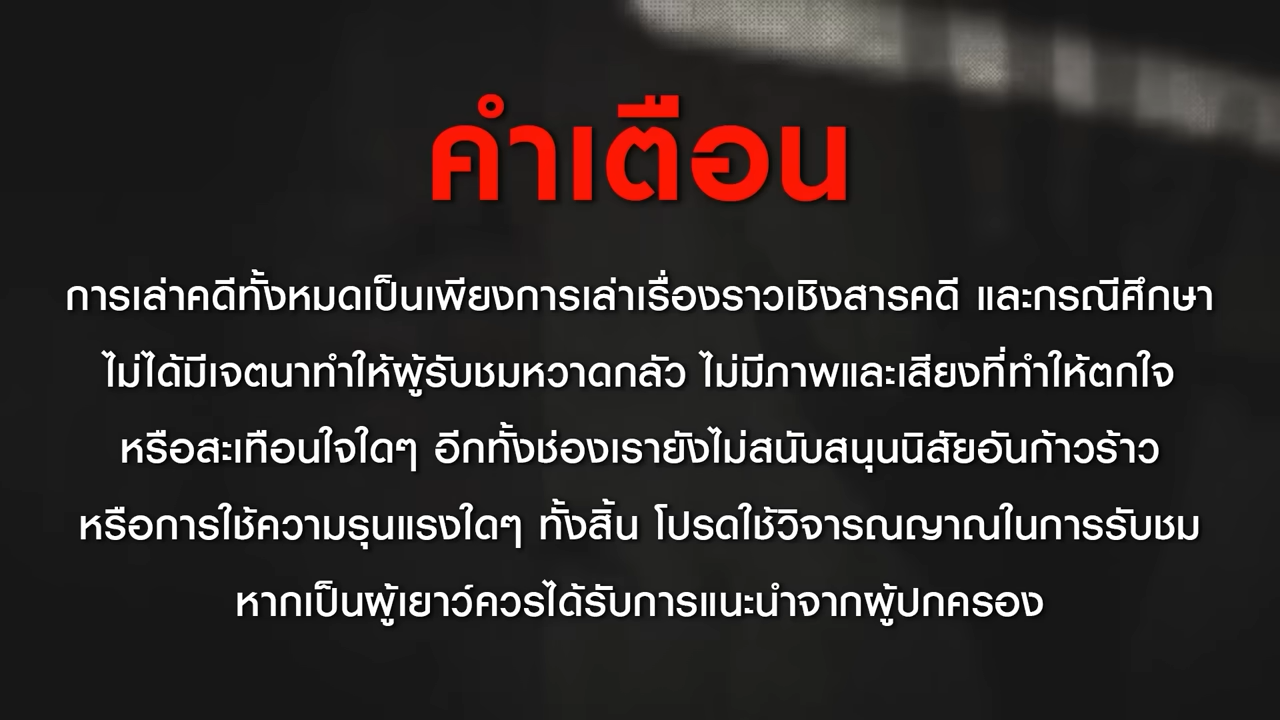 คำเตือน
การเล่าคดีทั้งหมดเป็นเพียงการเล่าเรื่องราวเชิงสารคดี และกรณีศึกษา
ไม่ได้มีเจตนาทำให้ผู้รับชมหวาดกลัว ไม่มีภาพและเสียงที่ทำให้ตกใจ
หรือสะเทือนใจใดๆ อีกทั้งช่องเรายังไม่สนับสนุนนิสัยอันก้าวร้าว
หรือการใช้ความรุนแรงใดๆ ทั้งสิ้น โปรดใช้วิจารณญาณในการรับชม
หากเป็นผู้เยาว์ควรได้รับการแนะนำจากผู้ปกครอง